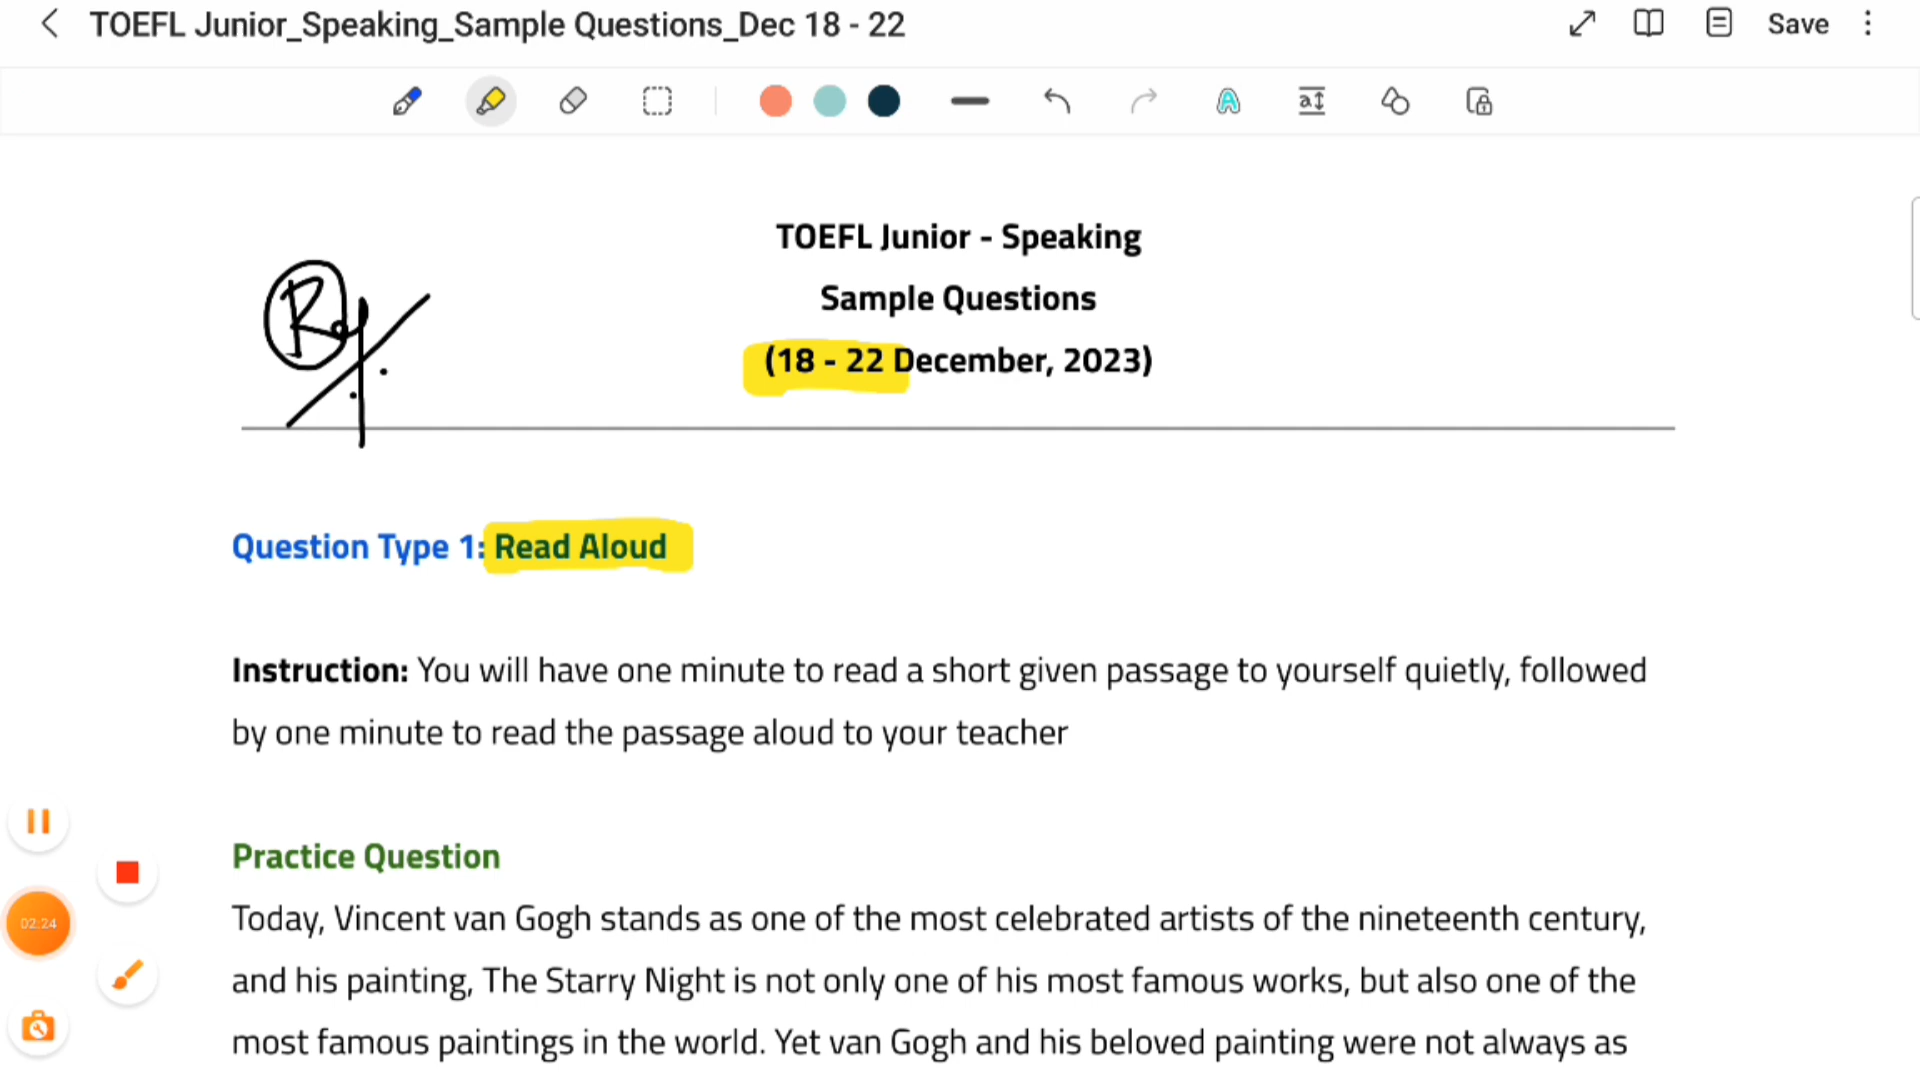 TOEFL Junior_Speaking_Sample Questions_Dec 18 - 22
Save
TOEFL Junior - Speaking
Sample Questions
(18 - 22 December, 2023)
Question Type 1: Read Aloud
Instruction: You will have one minute to read a short given passage to yourself quietly, followed
by one minute to read the passage aloud to your teacher
Practice Question
Today, Vincent van Gogh stands as one of the most celebrated artists of the nineteenth century,
and his painting, The Starry Night is not only one of his most famous works, but also one of the
most famous paintings in the world. Yet van Gogh and his beloved painting were not always as
02:24